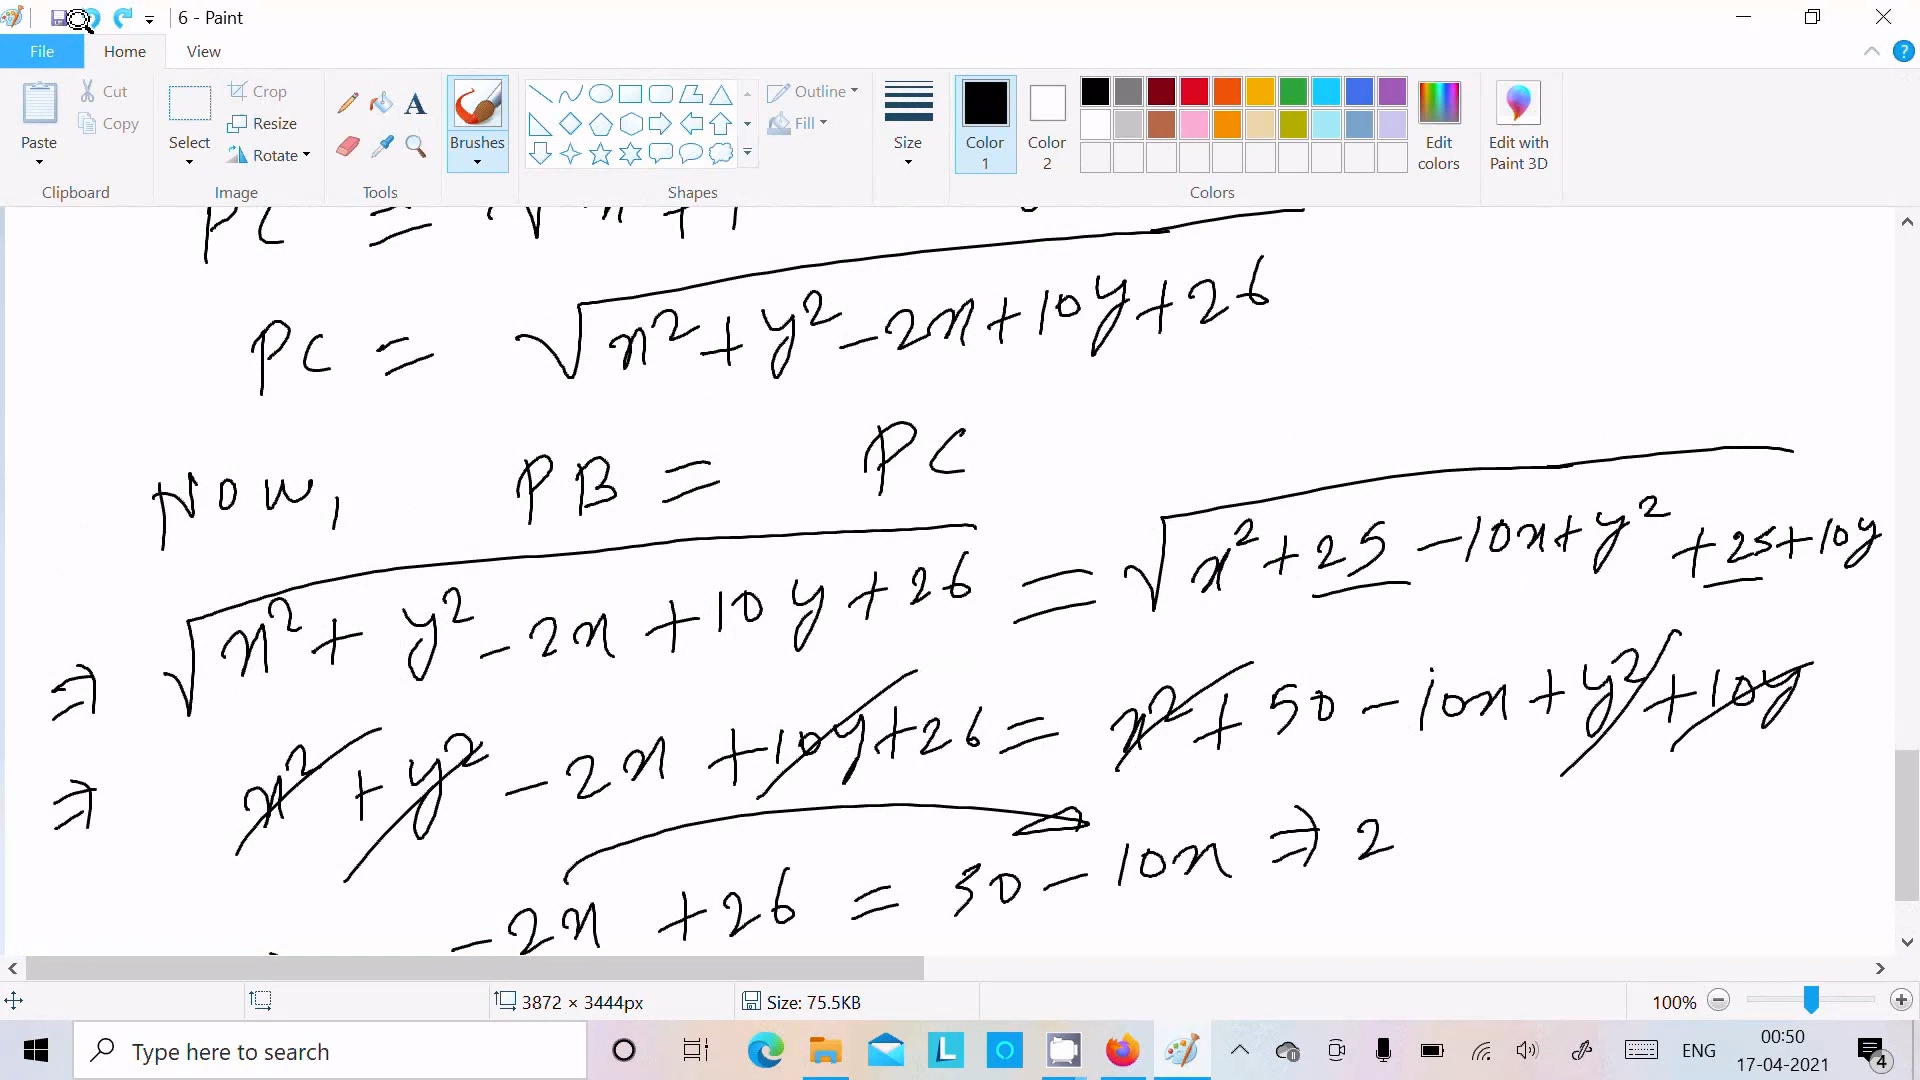 6 - Paint
File Home View
Paste Cut Copy Select Crop Resize Rotate Brushes Outline Fill Size Color 1 Color 2 Edit colors Edit with Paint 3D
Clipboard Image Tools Shapes Colors
PC =
PC = √(x²+y²-2x+10y+26)
Now, PB = PC
⇒ √(x²+y²-2x+10y+26) = √(x²+25-10x+y²+25+10y)
⇒ x²+y²-2x+10y+26 = x²+50-10x+y²+10y
-2x+26 = 50-10x ⇒ 2
3872 × 3444px Size: 75.5KB 100%
Type here to search ENG 00:50
17-04-2021 4